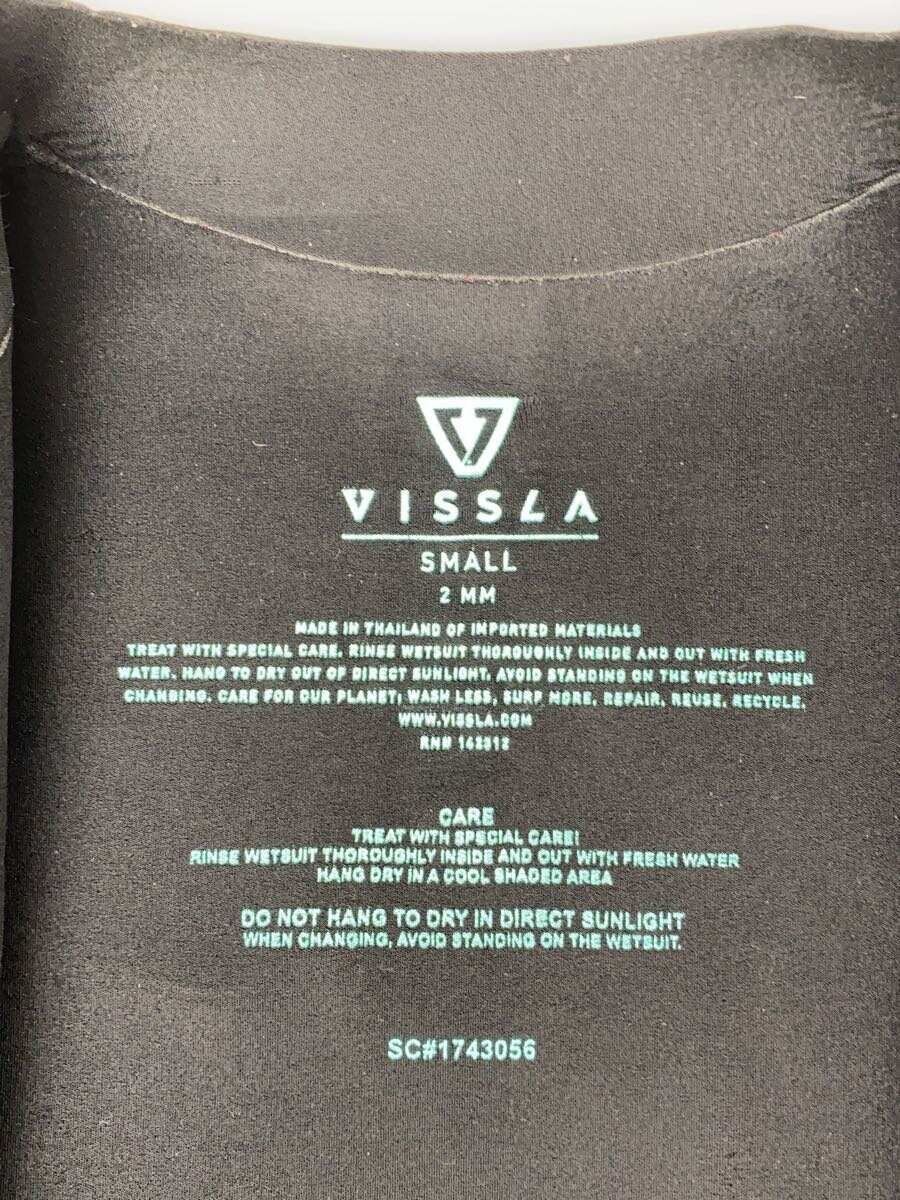 VISSLA
SMALL
2 MM
MADE IN THAILAND OF IMPORTED MATERIALS
TREAT WITH SPECIAL CARE. RINSE WETSUIT THOROUGHLY INSIDE AND OUT WITH FRESH
WATER. HANG TO DRY OUT OF DIRECT SUNLIGHT. AVOID STANDING ON THE WETSUIT WHEN
CHANGING. CARE FOR OUR PLANET; WASH LESS, SURF MORE. REPAIR, REUSE, RECYCLE.
WWW.VISSLA.COM
RN# 142312
CARE
TREAT WITH SPECIAL CARE!
RINSE WETSUIT THOROUGHLY INSIDE AND OUT WITH FRESH WATER
HANG DRY IN A COOL SHADED AREA
DO NOT HANG TO DRY IN DIRECT SUNLIGHT
WHEN CHANGING, AVOID STANDING ON THE WETSUIT.
SC#1743056